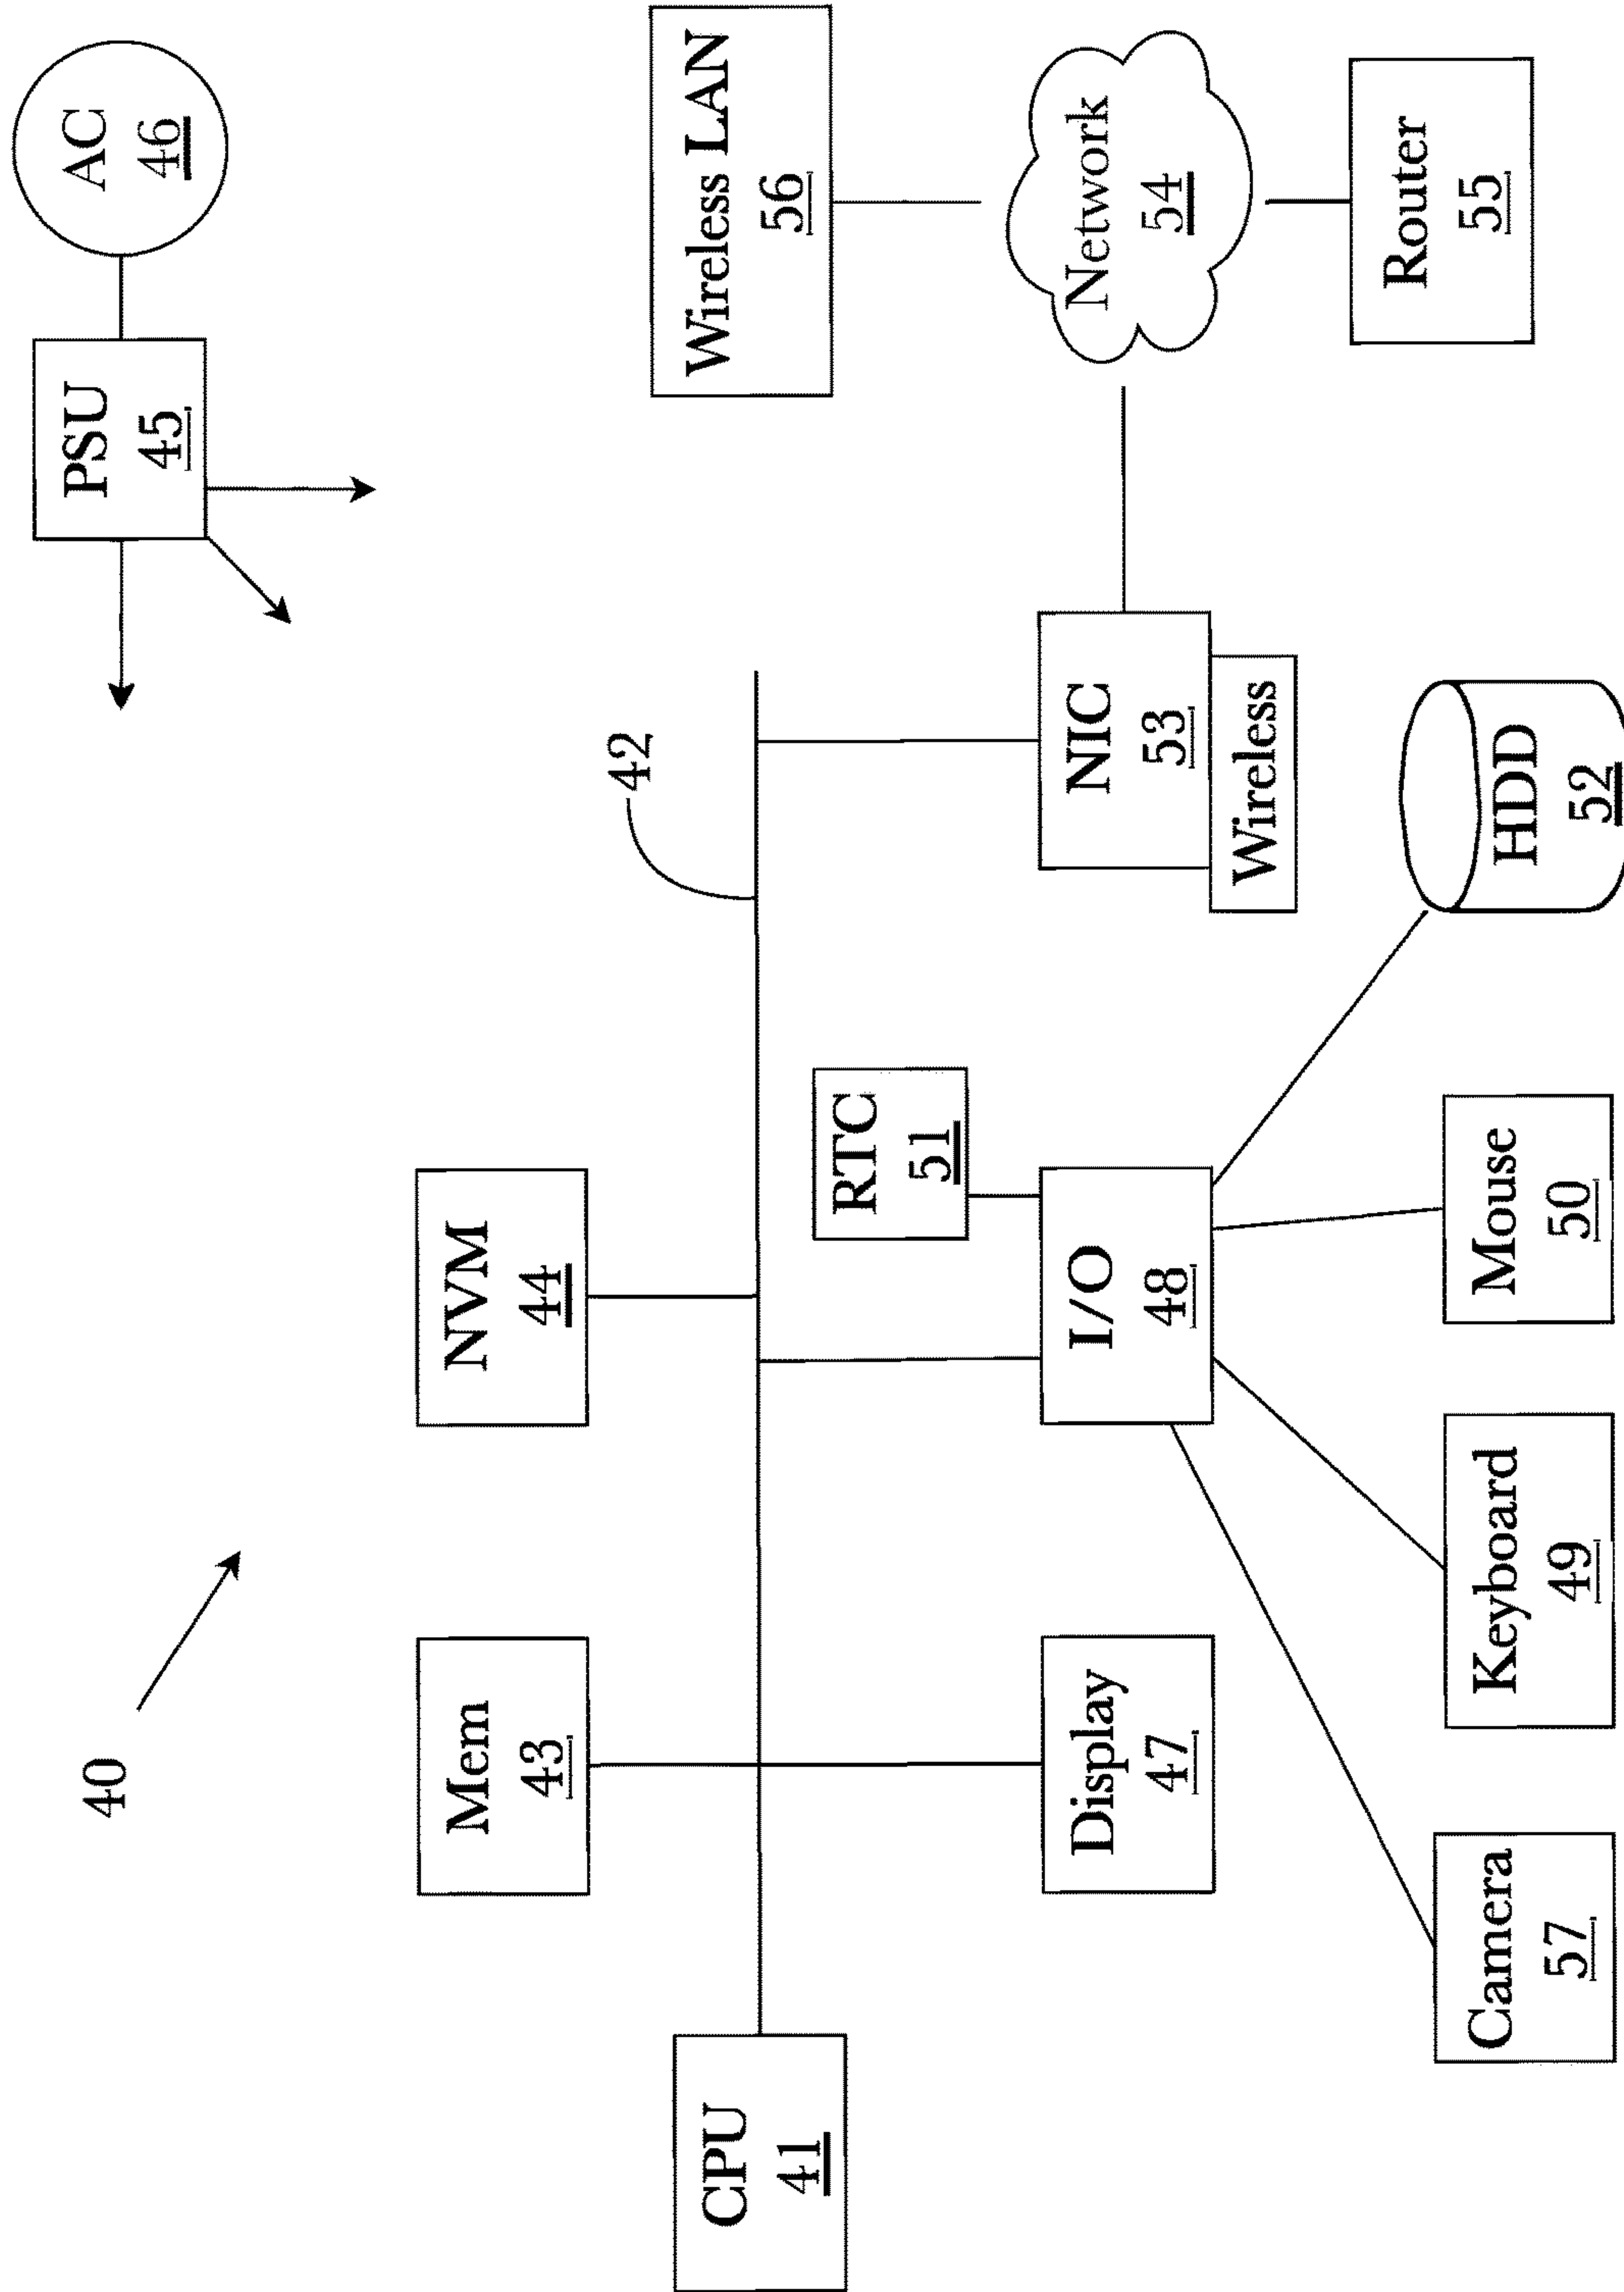 40
AC
46
PSU
45
Mem
43
NVM
44
42
Wireless LAN
56
CPU
41
RTC
51
Display
47
I/O
48
NIC
53
Wireless
Network
54
Router
55
Camera
57
Keyboard
49
Mouse
50
HDD
52